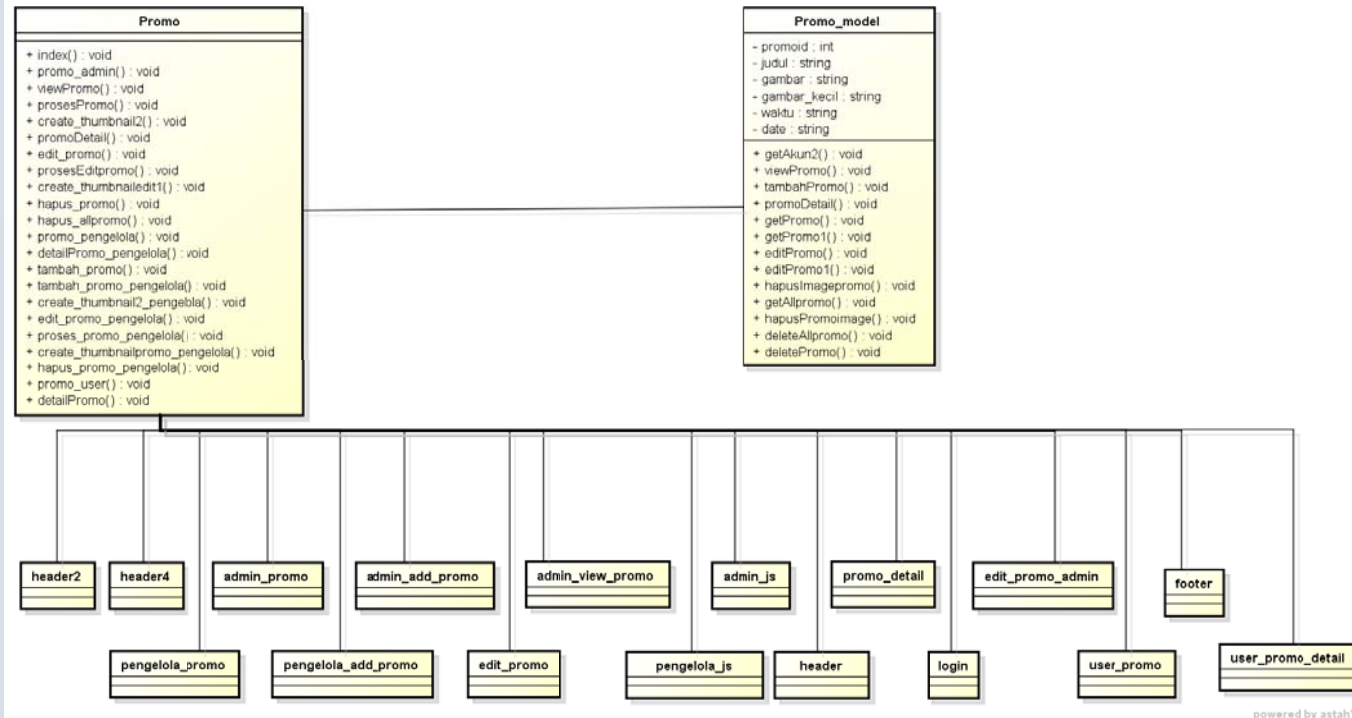 Promo
+ index() : void
+ promo_admin() : void
+ viewPromo() : void
+ prosesPromo() : void
+ create_thumbnail2() : void
+ promoDetail() : void
+ edit_promo() : void
+ prosesEditpromo() : void
+ create_thumbnailedit1() : void
+ hapus_promo() : void
+ hapus_allpromo() : void
+ promo_pengelola() : void
+ detailPromo_pengelola() : void
+ tambah_promo() : void
+ tambah_promo_pengelola() : void
+ create_thumbnail2_pengelola() : void
+ edit_promo_pengelola() : void
+ proses_promo_pengelola() : void
+ create_thumbnailpromo_pengelola() : void
+ hapus_promo_pengelola() : void
+ promo_user() : void
+ detailPromo() : void
Promo_model
- promoid : int
- judul : string
- gambar : string
- gambar_kecil : string
- waktu : string
- date : string
+ getAkun2() : void
+ viewPromo() : void
+ tambahPromo() : void
+ promoDetail() : void
+ getPromo() : void
+ getPromo1() : void
+ editPromo() : void
+ editPromo1() : void
+ hapusImagepromo() : void
+ getAllpromo() : void
+ hapusPromoimage() : void
+ deleteAllpromo() : void
+ deletePromo() : void
header2
header4
admin_promo
admin_add_promo
admin_view_promo
admin_js
promo_detail
edit_promo_admin
footer
pengelola_promo
pengelola_add_promo
edit_promo
pengelola_js
header
login
user_promo
user_promo_detail
powered by astah